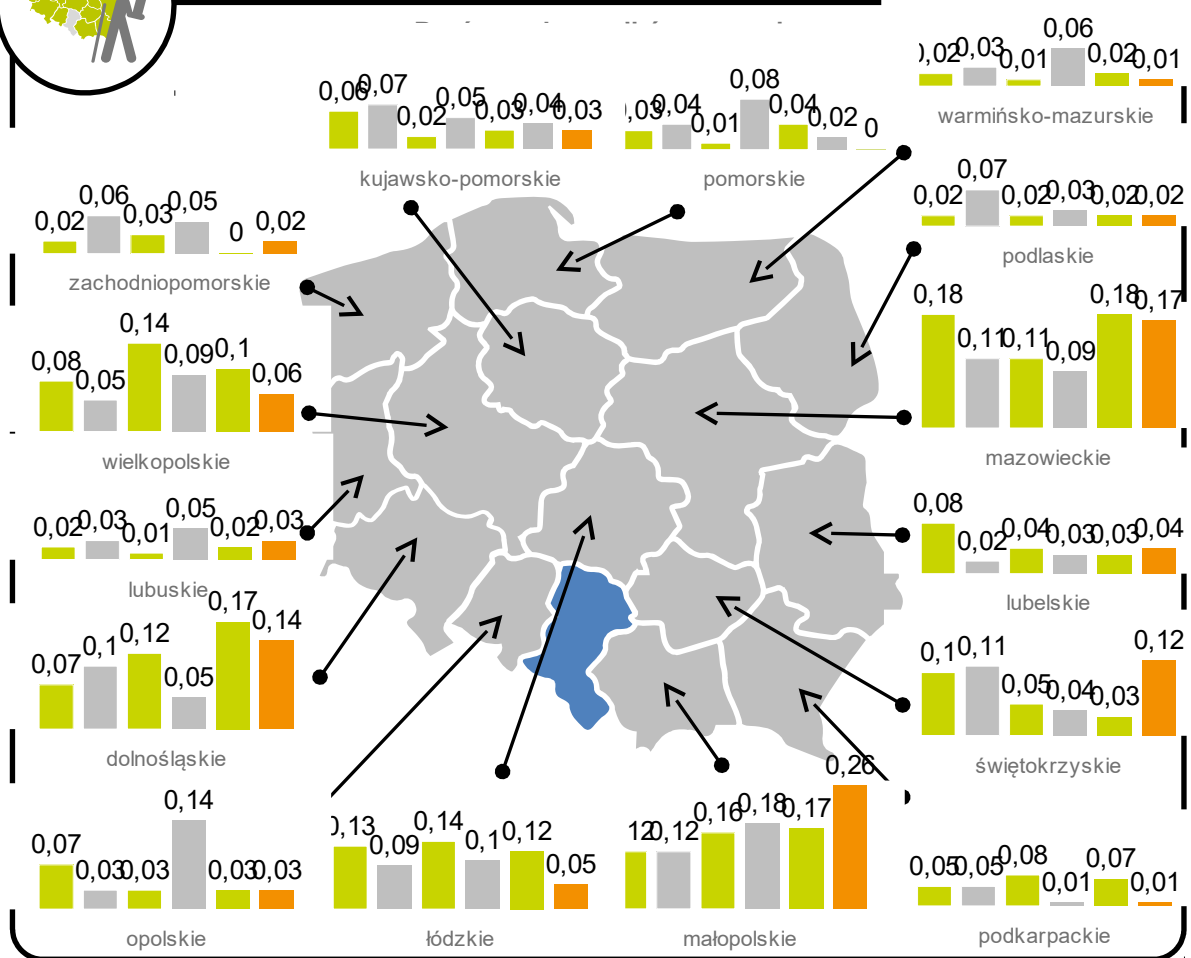 0,02 0,03 0,01 0,06 0,02 0,01
warmińsko-mazurskie
0,06 0,07 0,02 0,05 0,03 0,04 0,03
kujawsko-pomorskie
0,03 0,04 0,01 0,08 0,04 0,02 0
pomorskie
0,02 0,07 0,02 0,03 0,02 0,02
podlaskie
0,02 0,06 0,03 0,05 0 0,02
zachodniopomorskie
0,18 0,11 0,11 0,09 0,18 0,17
mazowieckie
0,08 0,05 0,14 0,09 0,1 0,06
wielkopolskie
0,02 0,03 0,01 0,05 0,02 0,03
lubuskie
0,08 0,02 0,04 0,03 0,03 0,04
lubelskie
0,07 0,1 0,12 0,05 0,17 0,14
dolnośląskie
0,1 0,11 0,05 0,04 0,03 0,12
świętokrzyskie
0,07 0,03 0,03 0,14 0,03 0,03
opolskie
0,13 0,09 0,14 0,1 0,12 0,05
łódzkie
12 0,12 0,16 0,18 0,17 0,26
małopolskie
0,05 0,05 0,08 0,01 0,07 0,01
podkarpackie